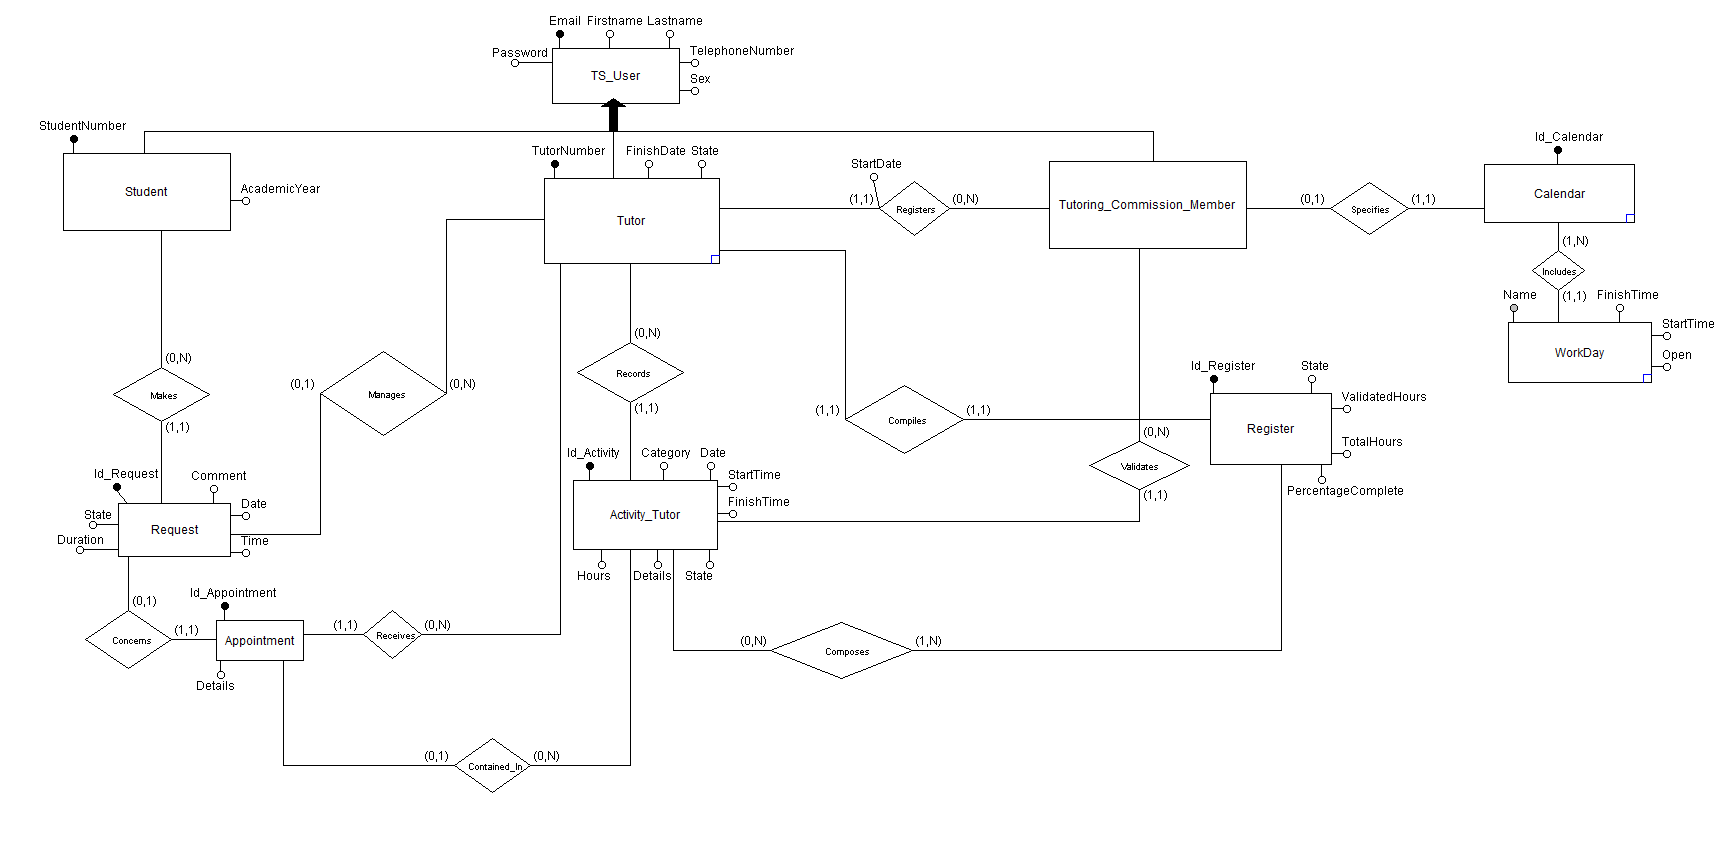 Email Firstname Lastname
Password
TelephoneNumber
TS_User
Sex
StudentNumber
Student
AcademicYear
TutorNumber FinishDate State
Tutor
StartDate
(1,1) Registers (0,N)
Tutoring_Commission_Member
(0,1) Specifies (1,1)
Id_Calendar
Calendar
(1,N)
Includes
(1,1)
Name FinishTime
StartTime
WorkDay
Open
(0,N)
Makes
(1,1)
(0,1) Manages (0,N)
(0,N)
Records
(1,1)
(1,1) Compiles (1,1)
Id_Register State
ValidatedHours
Register
TotalHours
PercentageComplete
(0,N)
Validates
(1,1)
Id_Request Comment
State
Date
Request
Duration
Time
Id_Activity Category Date
StartTime
FinishTime
Activity_Tutor
Hours Details State
(0,1)
Concerns (1,1)
Id_Appointment
Appointment
Details
(1,1) Receives (0,N)
(0,N) Composes (1,N)
(0,1) Contained_In (0,N)